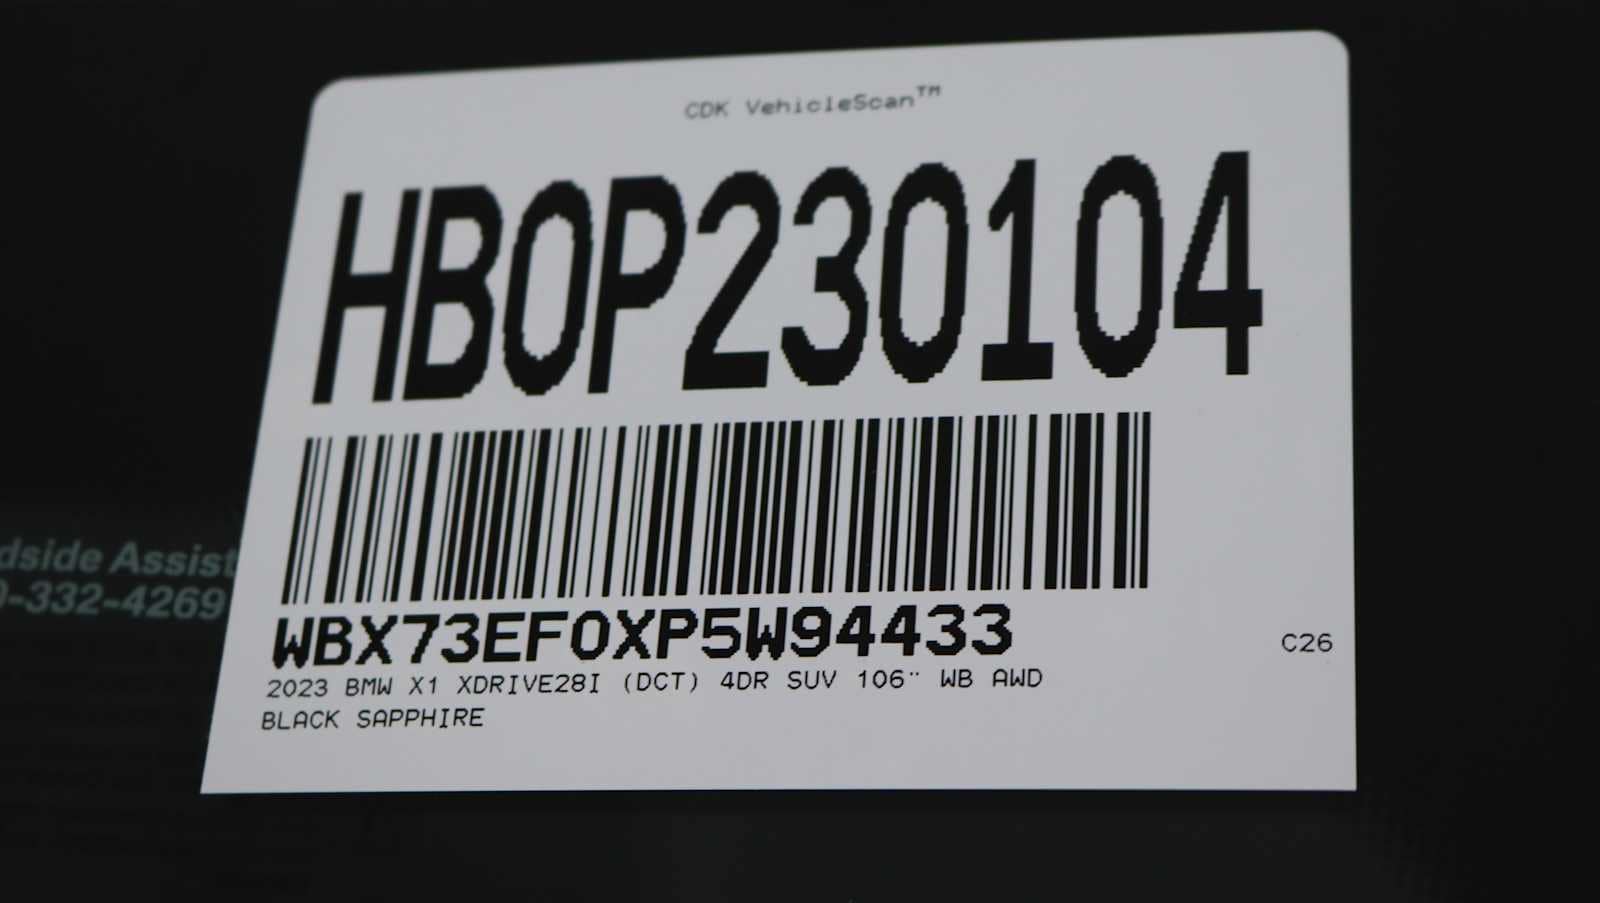 CDK VehicleScan™
HBOP230104
WBX73EF0XP5W94433
2023 BMW X1 XDRIVE28I (DCT) 4DR SUV 106¨ WB AWD
C26
BLACK SAPPHIRE
Assist
-332-4269